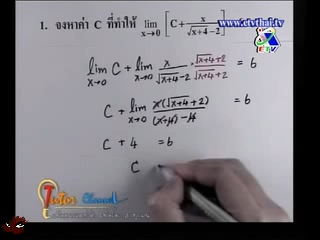 www.etvthai.tv
1. จงหาค่า C ที่ทำให้ lim x→0 [C + x/(√x+4 −2)]
ETV
lim x→0 C + lim x→0 x/(√x+4 −2) × (√x+4 +2)/(√x+4 +2) = 6
C + lim x→0 x(√x+4 +2)/((x+4) −4) = 6
C + 4 = 6
C
Tutor Channel